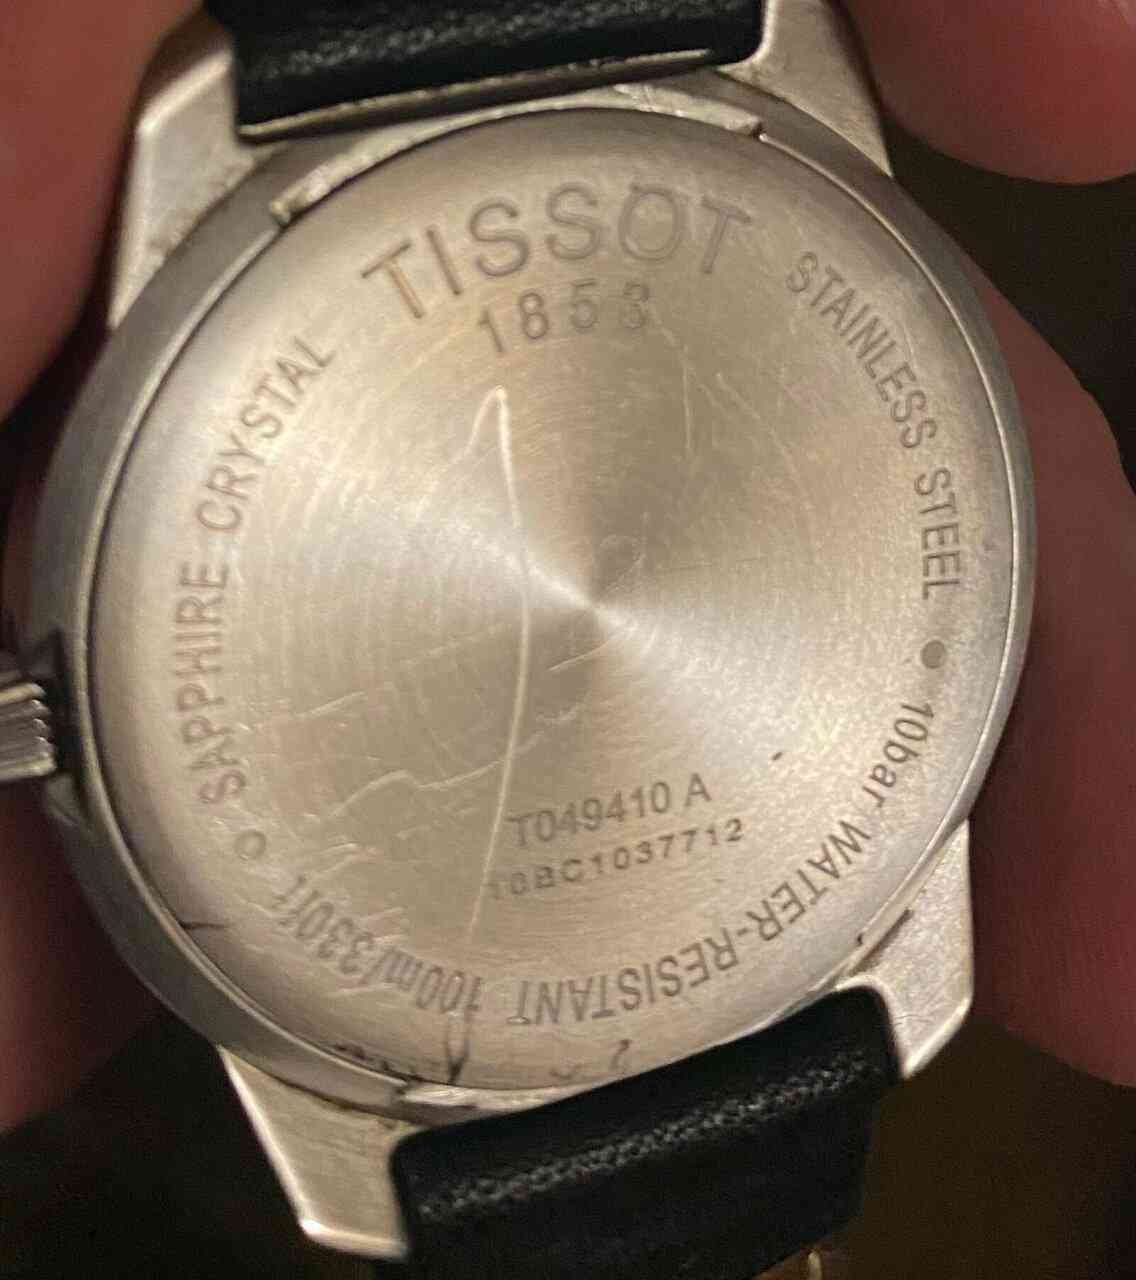 TISSOT
1853
STAINLESS STEEL • 10bar WATER-RESISTANT 100m/330ft • SAPPHIRE CRYSTAL
T049410 A
10BC1037712